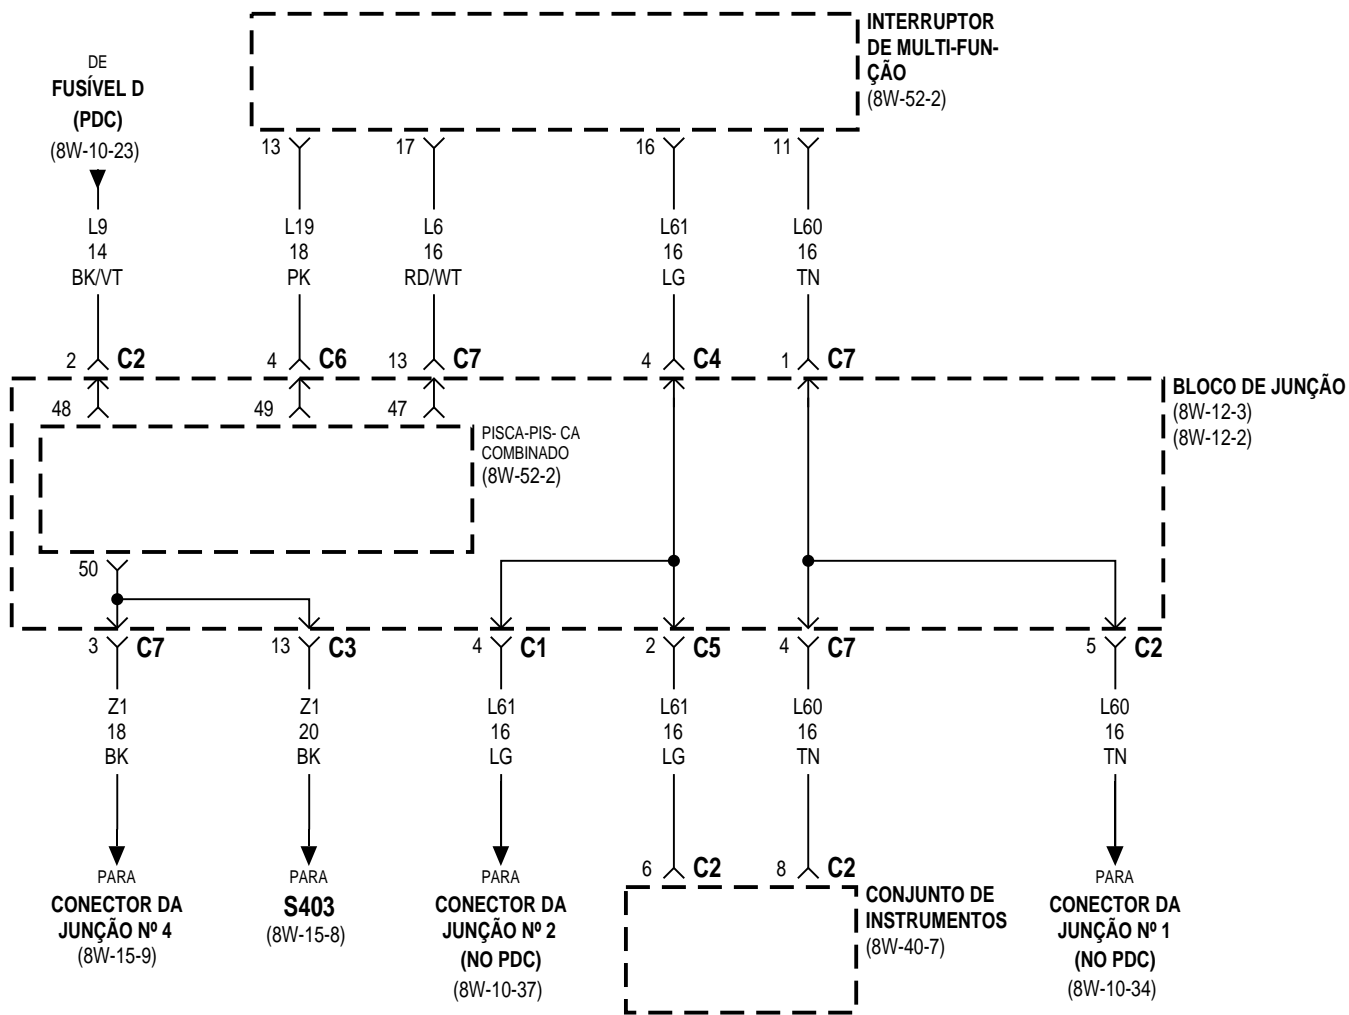 INTERRUPTOR
DE MULTI-FUN-
ÇÃO
(8W-52-2)
DE
FUSÍVEL D
(PDC)
(8W-10-23)
13 17 16 11
L9 L19 L6 L61 L60
14 18 16 16 16
BK/VT PK RD/WT LG TN
2 C2 4 C6 13 C7 4 C4 1 C7
BLOCO DE JUNÇÃO
(8W-12-3)
(8W-12-2)
48 49 47
PISCA-PIS- CA
COMBINADO
(8W-52-2)
50
3 C7 13 C3 4 C1 2 C5 4 C7 5 C2
Z1 Z1 L61 L61 L60 L60
18 20 16 16 16 16
BK BK LG LG TN TN
6 C2 8 C2
PARA
CONECTOR DA
JUNÇÃO Nº 4
(8W-15-9)
PARA
S403
(8W-15-8)
PARA
CONECTOR DA
JUNÇÃO Nº 2
(NO PDC)
(8W-10-37)
CONJUNTO DE
INSTRUMENTOS
(8W-40-7)
PARA
CONECTOR DA
JUNÇÃO Nº 1
(NO PDC)
(8W-10-34)